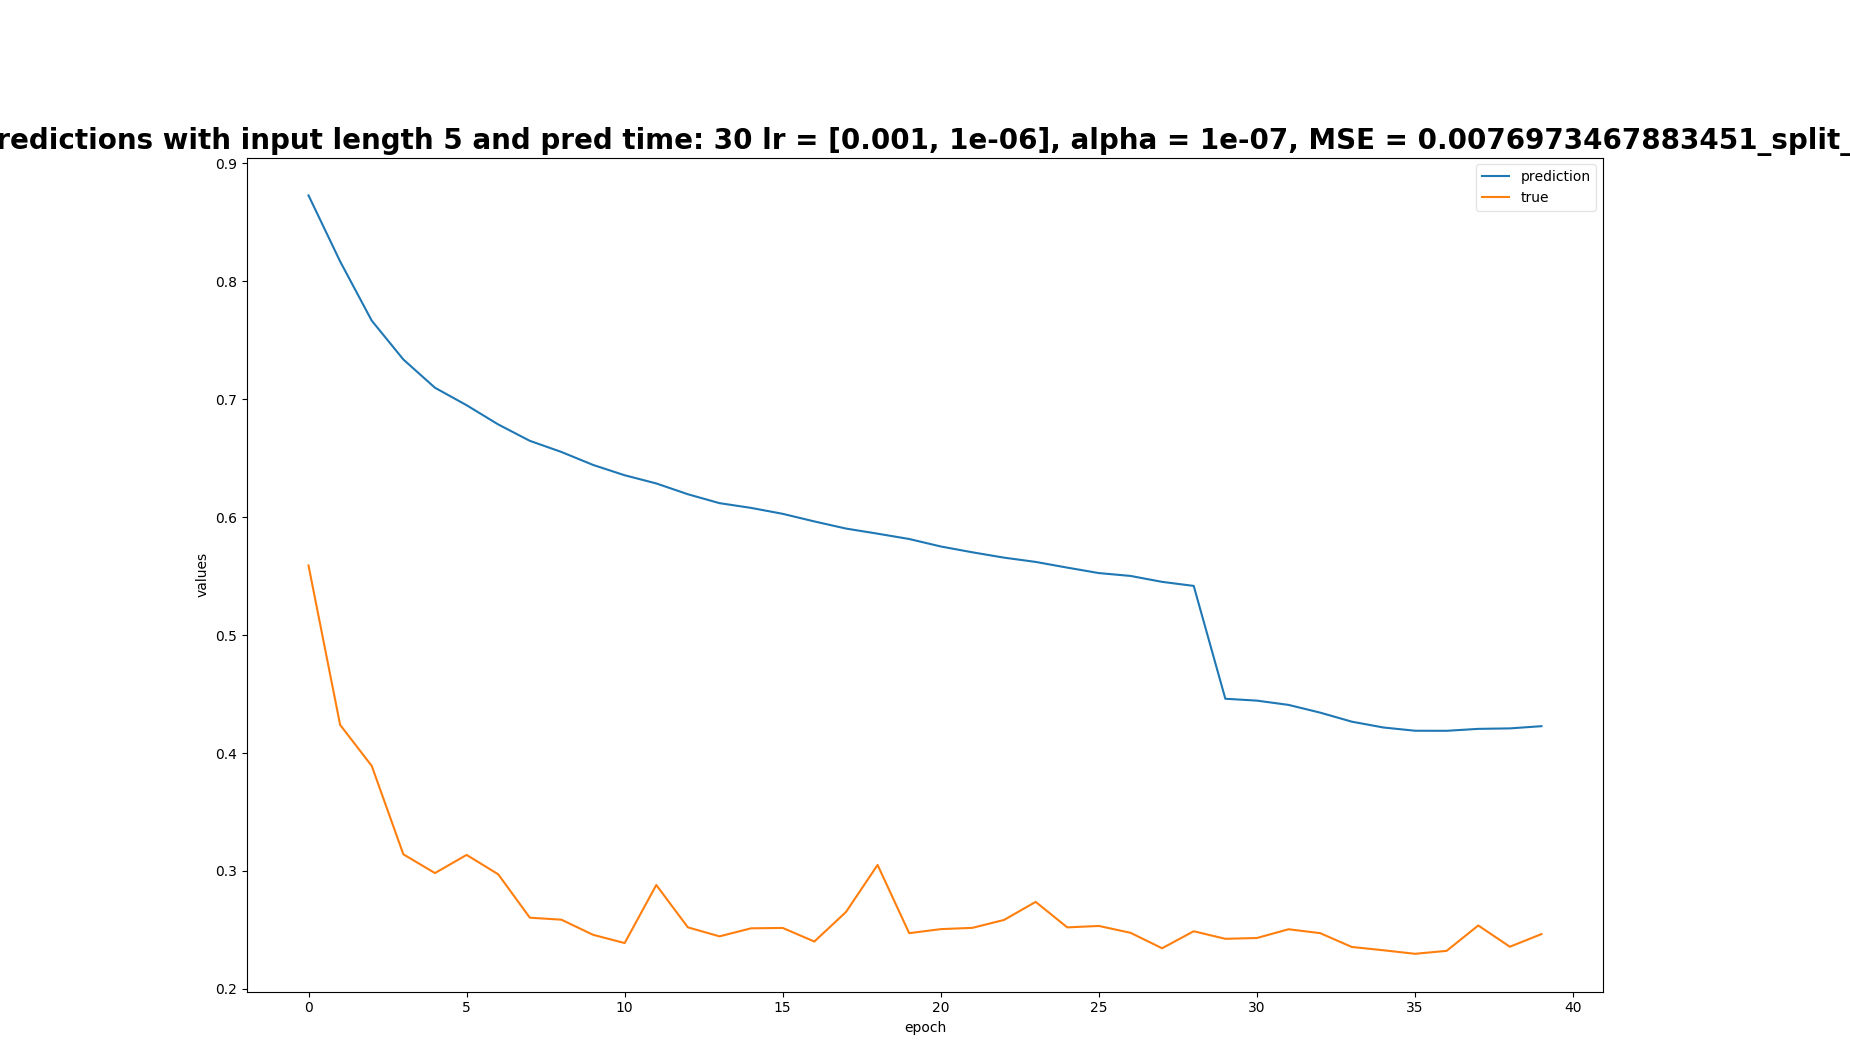 redictions with input length 5 and pred time: 30 lr = [0.001, 1e-06], alpha = 1e-07, MSE = 0.0076973467883451_split_
prediction
true
0.9
0.8
0.7
0.6
0.5
0.4
0.3
0.2
values
0 5 10 15 20 25 30 35 40
epoch